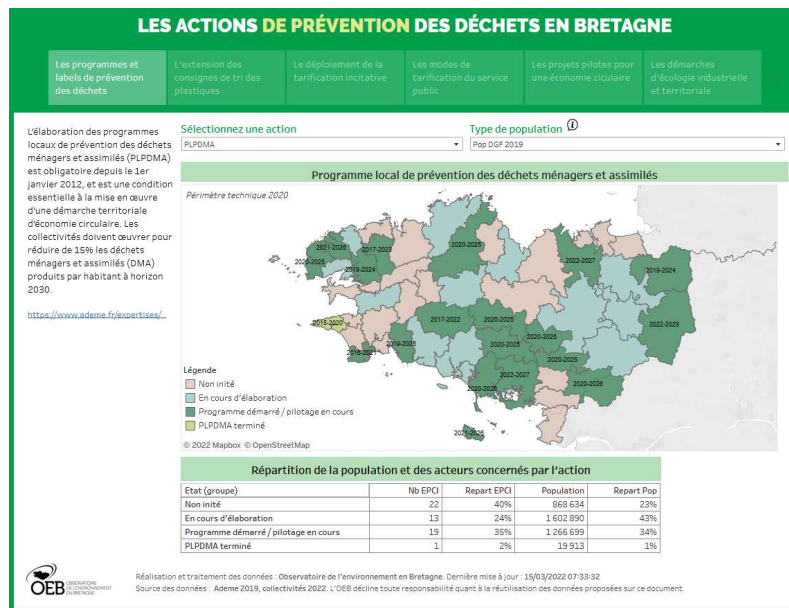 LES ACTIONS DE PRÉVENTION DES DÉCHETS EN BRETAGNE
Les programmes et
labels de prévention
des déchets
L'extension des
consignes de tri des
plastiques
Le déploiement de la
tarification incitative
Les modes de
tarification du service
public
Les projets pilotes pour
une économie ciculaire
Les démarches
d'écologie industrielle
et territoriale
L'élaboration des programmes
locaux de prévention des déchets
ménagers et assimilés (PLPDMA)
est obligatoire depuis le 1er
janvier 2012, et est une condition
essentielle à la mise en œuvre
d'une démarche territoriale
d'économie circulaire. Les
collectivités doivent œuvrer pour
réduire de 15% les déchets
ménagers et assimilés (DMA)
produits par habitant à horizon
2030.
https://www.ademe.fr/expertises/..
Sélectionnez une action
PLPDMA
Type de population
Pop DGF 2019
Programme local de prévention des déchets ménagers et assimilés
Périmètre technique 2020
2021-2026
2017-2023
2020-2025
2022-2027
2019-2024
2020-2025
2019-2024
2015-2020
2017-2022
2020-2025
2022-2028
2019-2025
2020-2025
2020-2025
2016-2021
2020-2025
2022-2027
2020-2026
2020-2026
2021-2026
Légende
Non inité
En cours d'élaboration
Programme démarré / pilotage en cours
PLPDMA terminé
© 2022 Mapbox © OpenStreetMap
Répartition de la population et des acteurs concernés par l'action
Etat (groupe) Nb EPCI Repart EPCI Population Repart Pop
Non inité 22 40% 868 634 23%
En cours d'élaboration 13 24% 1 602 890 43%
Programme démarré / pilotage en cours 19 35% 1 266 699 34%
PLPDMA terminé 1 2% 19 913 1%
OEB
OBSERVATOIRE
DE L'ENVIRONNEMENT
EN BRETAGNE
Réalisation et traitement des données : Observatoire de l'environnement en Bretagne. Dernière mise à jour : 15/03/2022 07:33:32
Source des données : Ademe 2019, collectivités 2022. L'OEB décline toute responsabilité quant à la réutilisation des données proposées sur ce document.